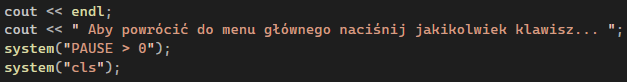 cout << endl;
cout << " Aby powrócić do menu głównego naciśnij jakikolwiek klawisz... ";
system("PAUSE > 0");
system("cls");